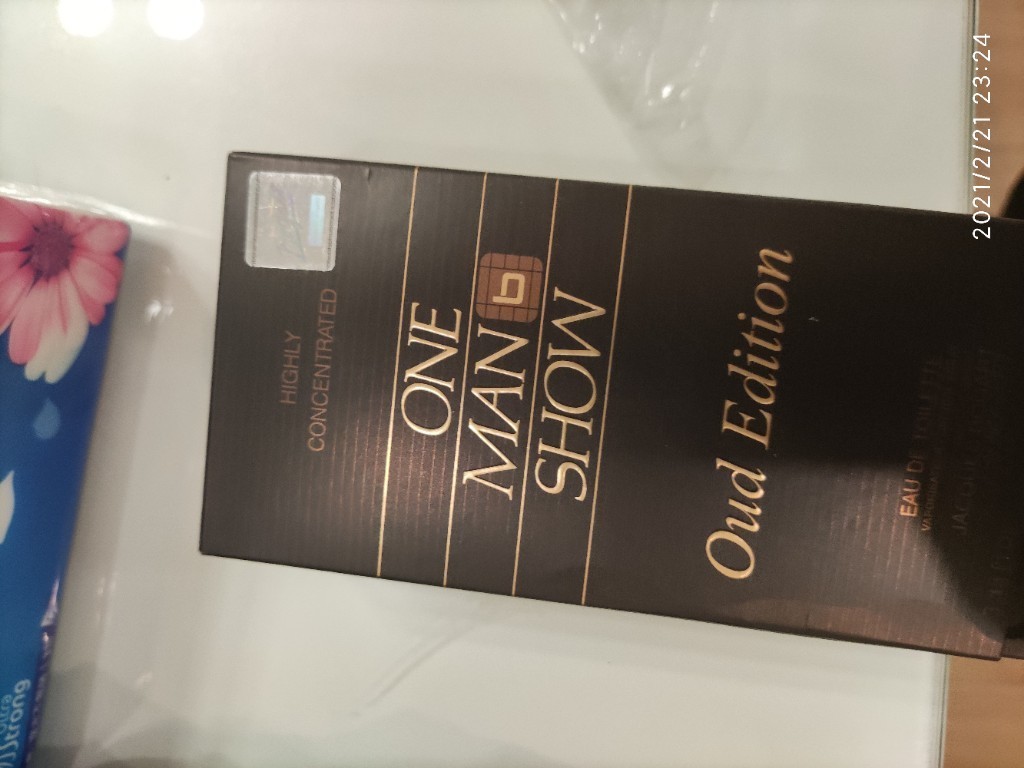 HIGHLY
CONCENTRATED
ONE
MAN
SHOW
Oud Edition
EAU DE TOILETTE
2021/2/21 23:24
Strong